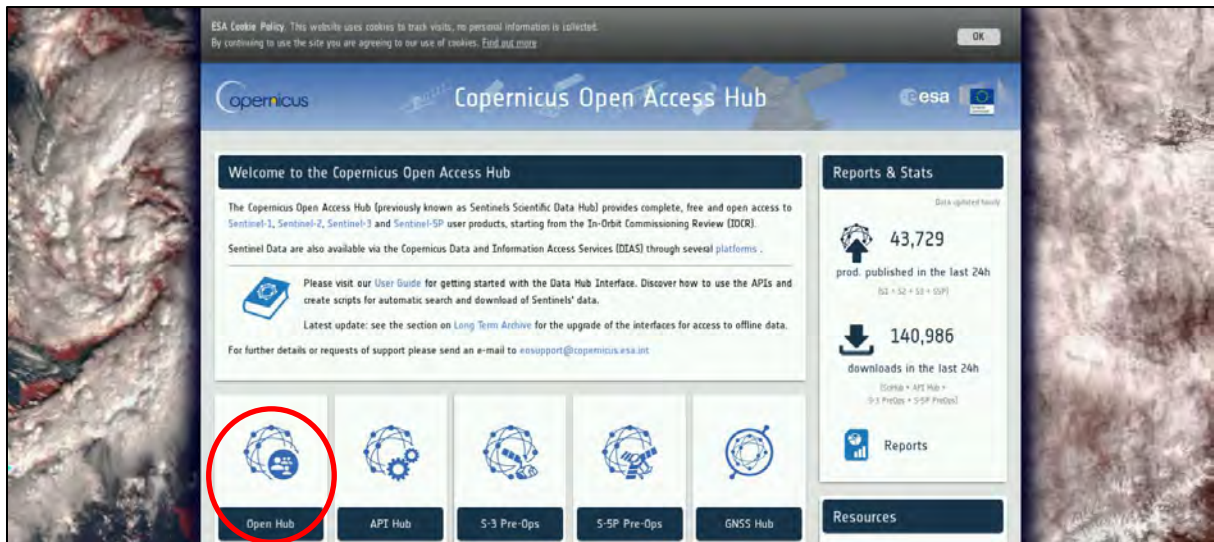 ESA Cookie Policy. This website uses cookies to track visits, no personal information is collected.
By continuing to use the site you are agreeing to our use of cookies. Find out more
OK
opernicus
Copernicus Open Access Hub
esa
Welcome to the Copernicus Open Access Hub
The Copernicus Open Access Hub (previously known as Sentinels Scientific Data Hub) provides complete, free and open access to
Sentinel-1, Sentinel-2, Sentinel-3 and Sentinel-5P user products, starting from the In-Orbit Commissioning Review (IOCR).
Sentinel Data are also available via the Copernicus Data and Information Access Services (DIAS) through several platforms .
Please visit our User Guide for getting started with the Data Hub Interface. Discover how to use the APIs and
create scripts for automatic search and download of Sentinels' data.
Latest update: see the section on Long Term Archive for the upgrade of the interfaces for access to offline data.
For further details or requests of support please send an e-mail to eosupport@copernicus.esa.int
Open Hub
API Hub
S-3 Pre-Ops
S-5P Pre-Ops
GNSS Hub
Reports & Stats
Data updated hourly
43,729
prod. published in the last 24h
(S1 + S2 + S3 + S5P)
140,986
downloads in the last 24h
(SciHub + API Hub +
S-3 PreOps + S-5P PreOps)
Reports
Resources